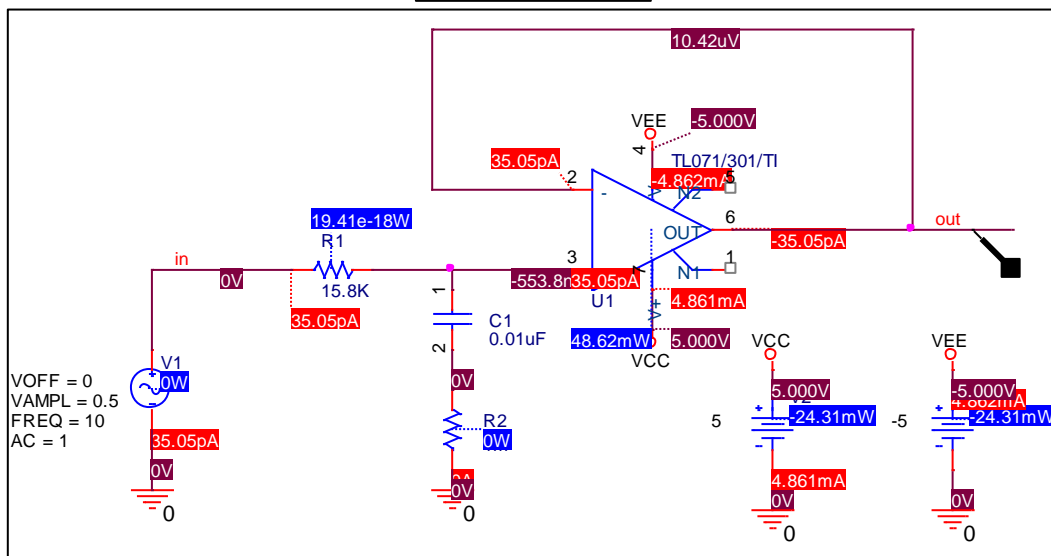 10.42uV
VEE
-5.000V
4
TL071/301/TI
35.05pA
2
-
-4.862mA
5
N2
19.41e-18W
R1
6
out
OUT
-35.05pA
in
3
7
1
0V
15.8K
35.05pA
N1
U1
1
35.05pA
4.861mA
V+
C1
0.01uF
48.62mW
5.000V
VCC
2
VCC
VEE
V1
0W
0V
VOFF = 0
VAMPL = 0.5
FREQ = 10
AC = 1
5.000V
-5.000V
4.862mA
-24.31mW
-24.31mW
5
-5
R2
0W
35.05pA
0V
0V
4.861mA
0V
0V
0
0
0
0